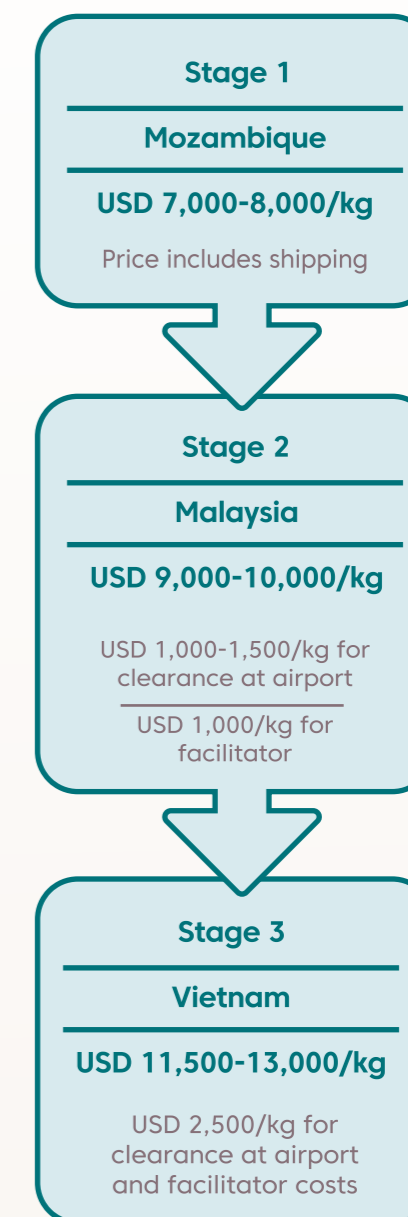 Stage 1
Mozambique
USD 7,000-8,000/kg
Price includes shipping
Stage 2
Malaysia
USD 9,000-10,000/kg
USD 1,000-1,500/kg for
clearance at airport
USD 1,000/kg for
facilitator
Stage 3
Vietnam
USD 11,500-13,000/kg
USD 2,500/kg for
clearance at airport
and facilitator costs